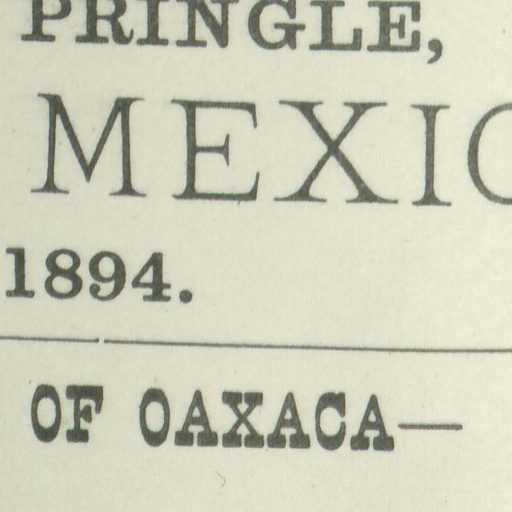 PRINGLE,
MEXIC
1894.
OF OAXACA—